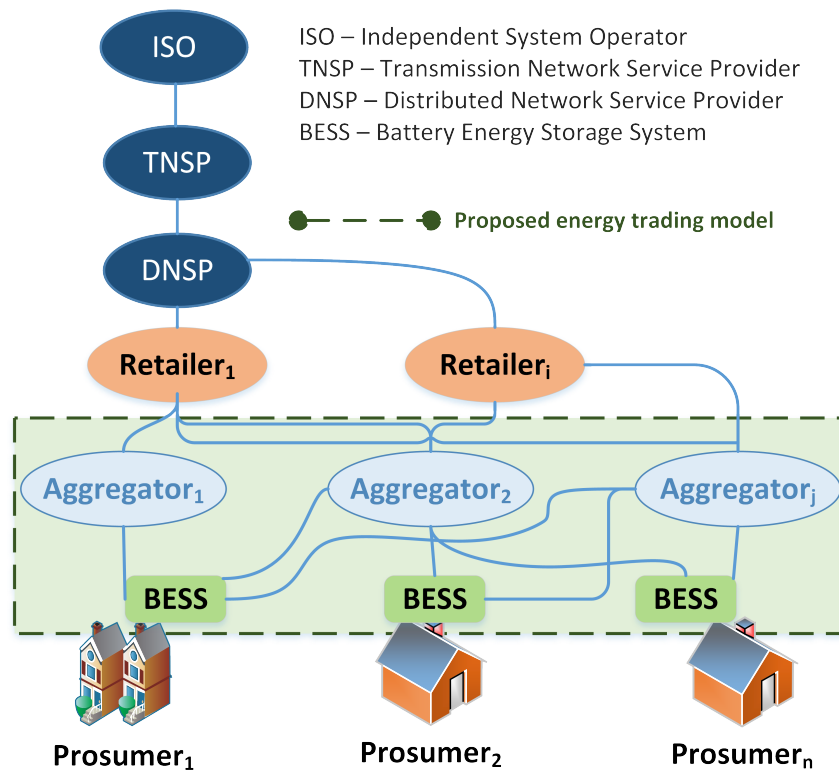 ISO
ISO – Independent System Operator
TNSP – Transmission Network Service Provider
DNSP – Distributed Network Service Provider
BESS – Battery Energy Storage System
TNSP
Proposed energy trading model
DNSP
Retailer₁
Retailerᵢ
Aggregator₁
Aggregator₂
Aggregatorⱼ
BESS
BESS
BESS
Prosumer₁
Prosumer₂
Prosumerₙ